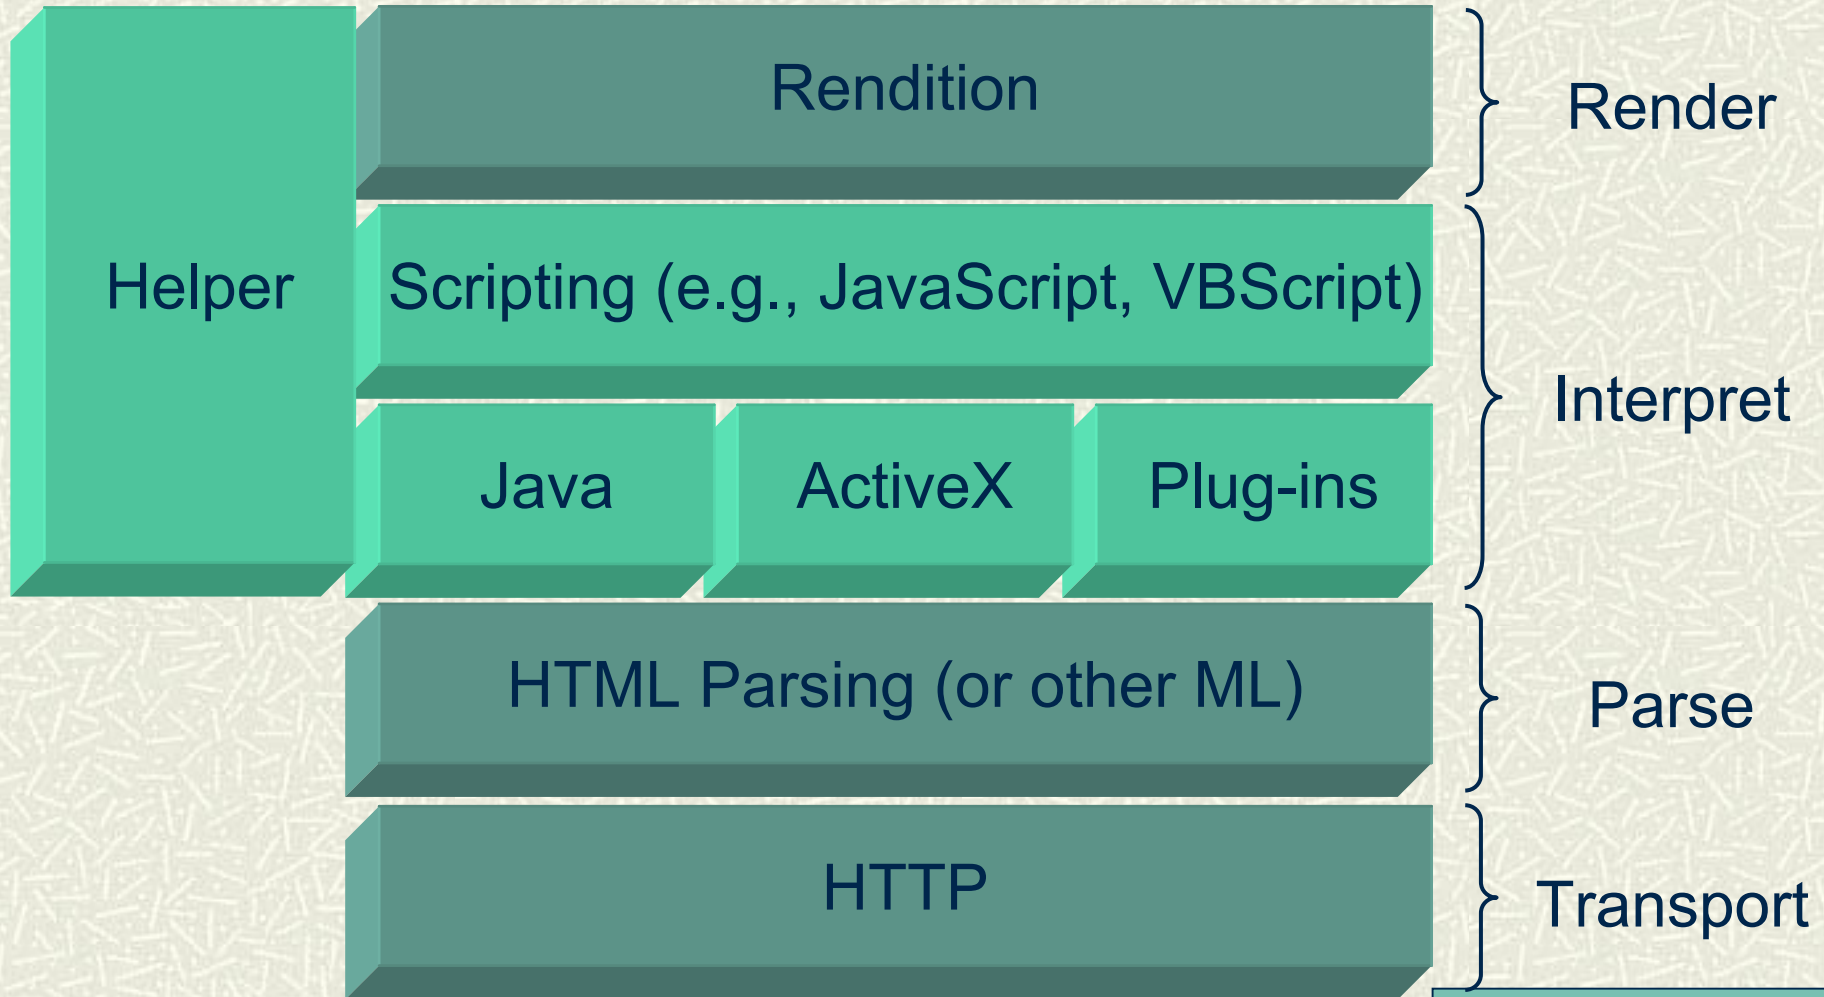 Rendition
Render
Helper
Scripting (e.g., JavaScript, VBScript)
Interpret
Java
ActiveX
Plug-ins
HTML Parsing (or other ML)
Parse
HTTP
Transport